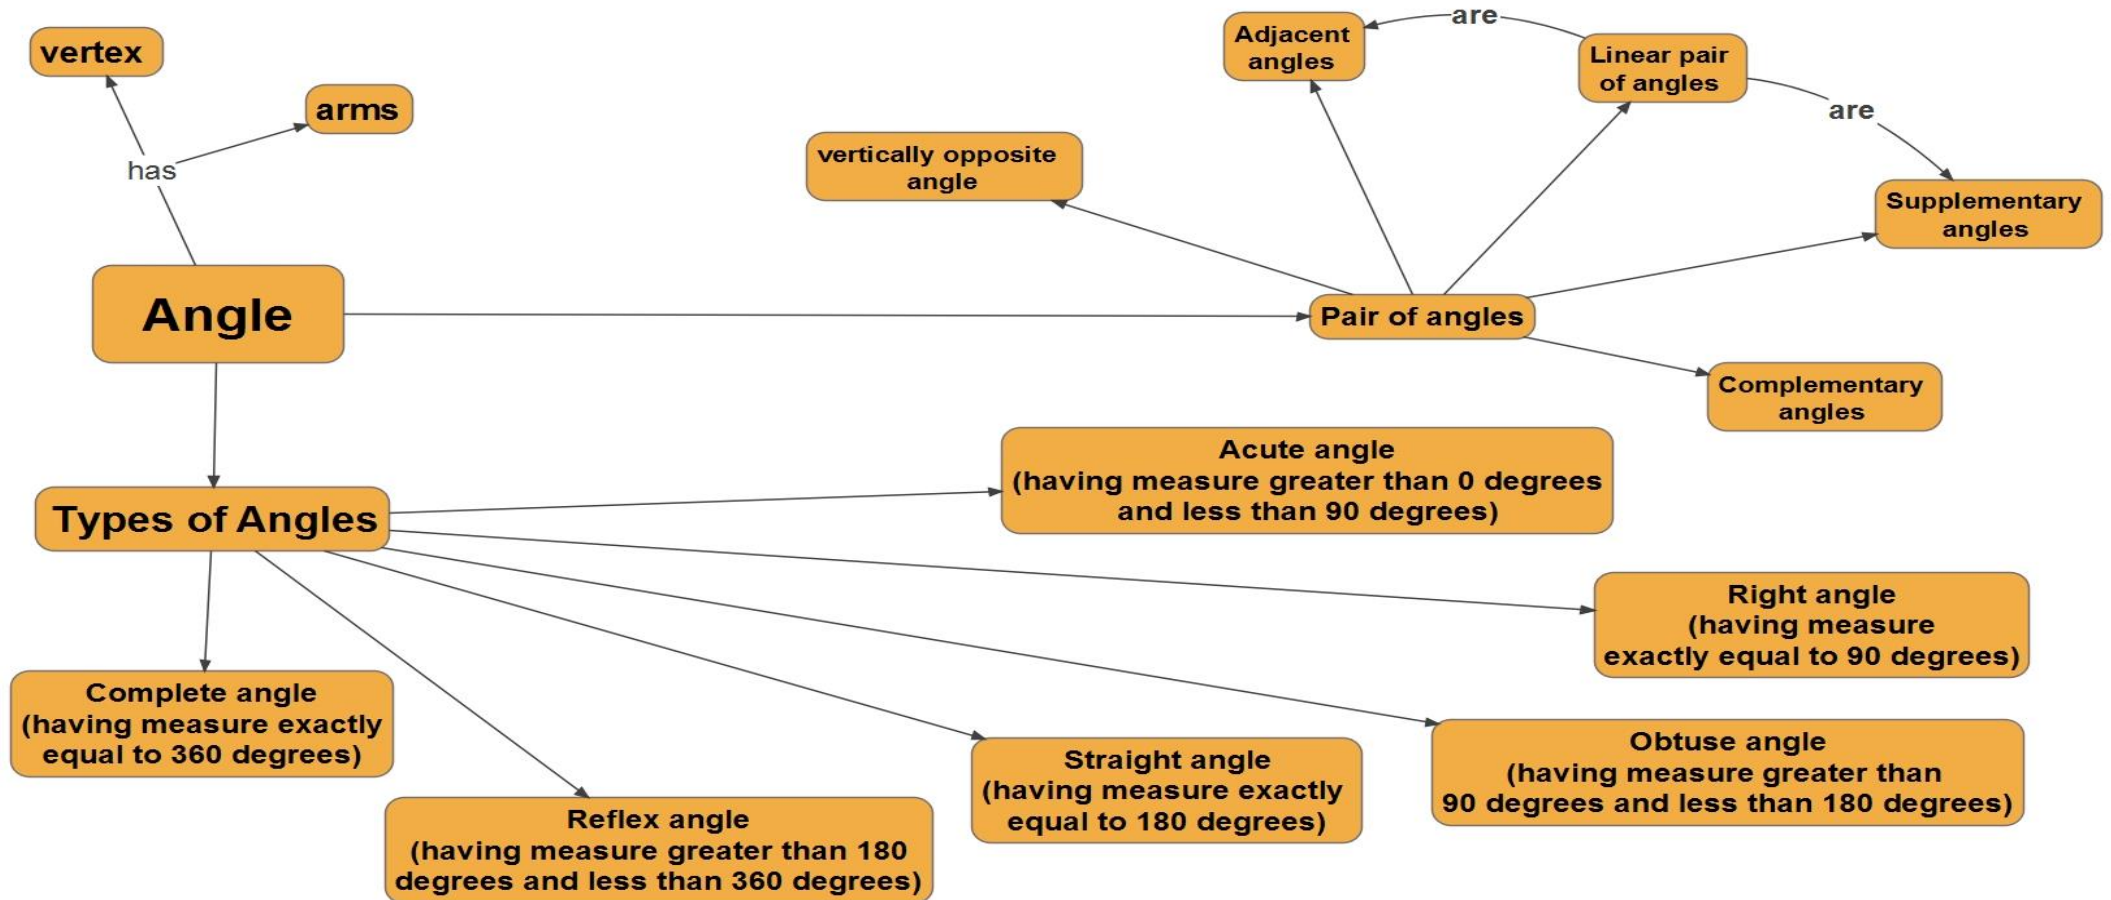 vertex
arms
has
Angle
Adjacent
angles
are
Linear pair
of angles
are
vertically opposite
angle
Supplementary
angles
Pair of angles
Complementary
angles
Types of Angles
Acute angle
(having measure greater than 0 degrees
and less than 90 degrees)
Right angle
(having measure
exactly equal to 90 degrees)
Complete angle
(having measure exactly
equal to 360 degrees)
Reflex angle
(having measure greater than 180
degrees and less than 360 degrees)
Straight angle
(having measure exactly
equal to 180 degrees)
Obtuse angle
(having measure greater than
90 degrees and less than 180 degrees)